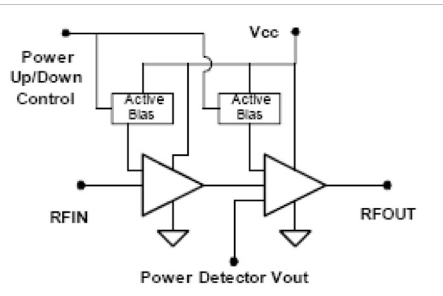 Vcc
Power
Up/Down
Control
Active
Bias
Active
Bias
RFIN
RFOUT
Power Detector Vout